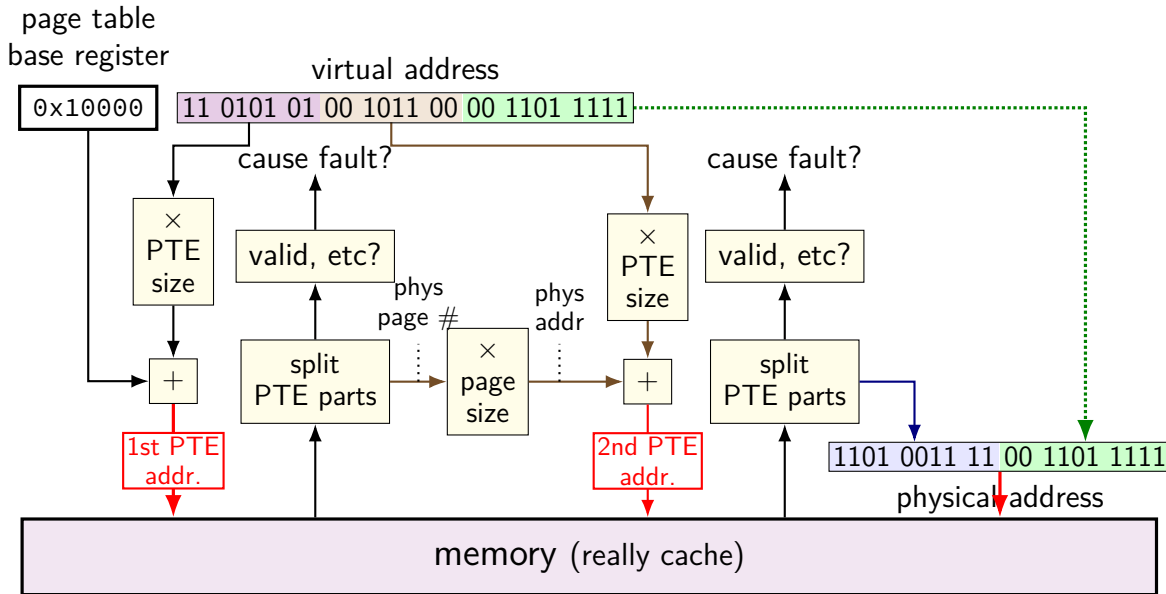 page table
base register
0x10000
virtual address
11 0101 01 00 1011 00 00 1101 1111
cause fault?
cause fault?
×
PTE
size
valid, etc?
phys
page #
phys
addr
×
PTE
size
valid, etc?
+
split
PTE parts
×
page
size
+
split
PTE parts
1st PTE
addr.
2nd PTE
addr.
1101 0011 11 00 1101 1111
physical address
memory (really cache)